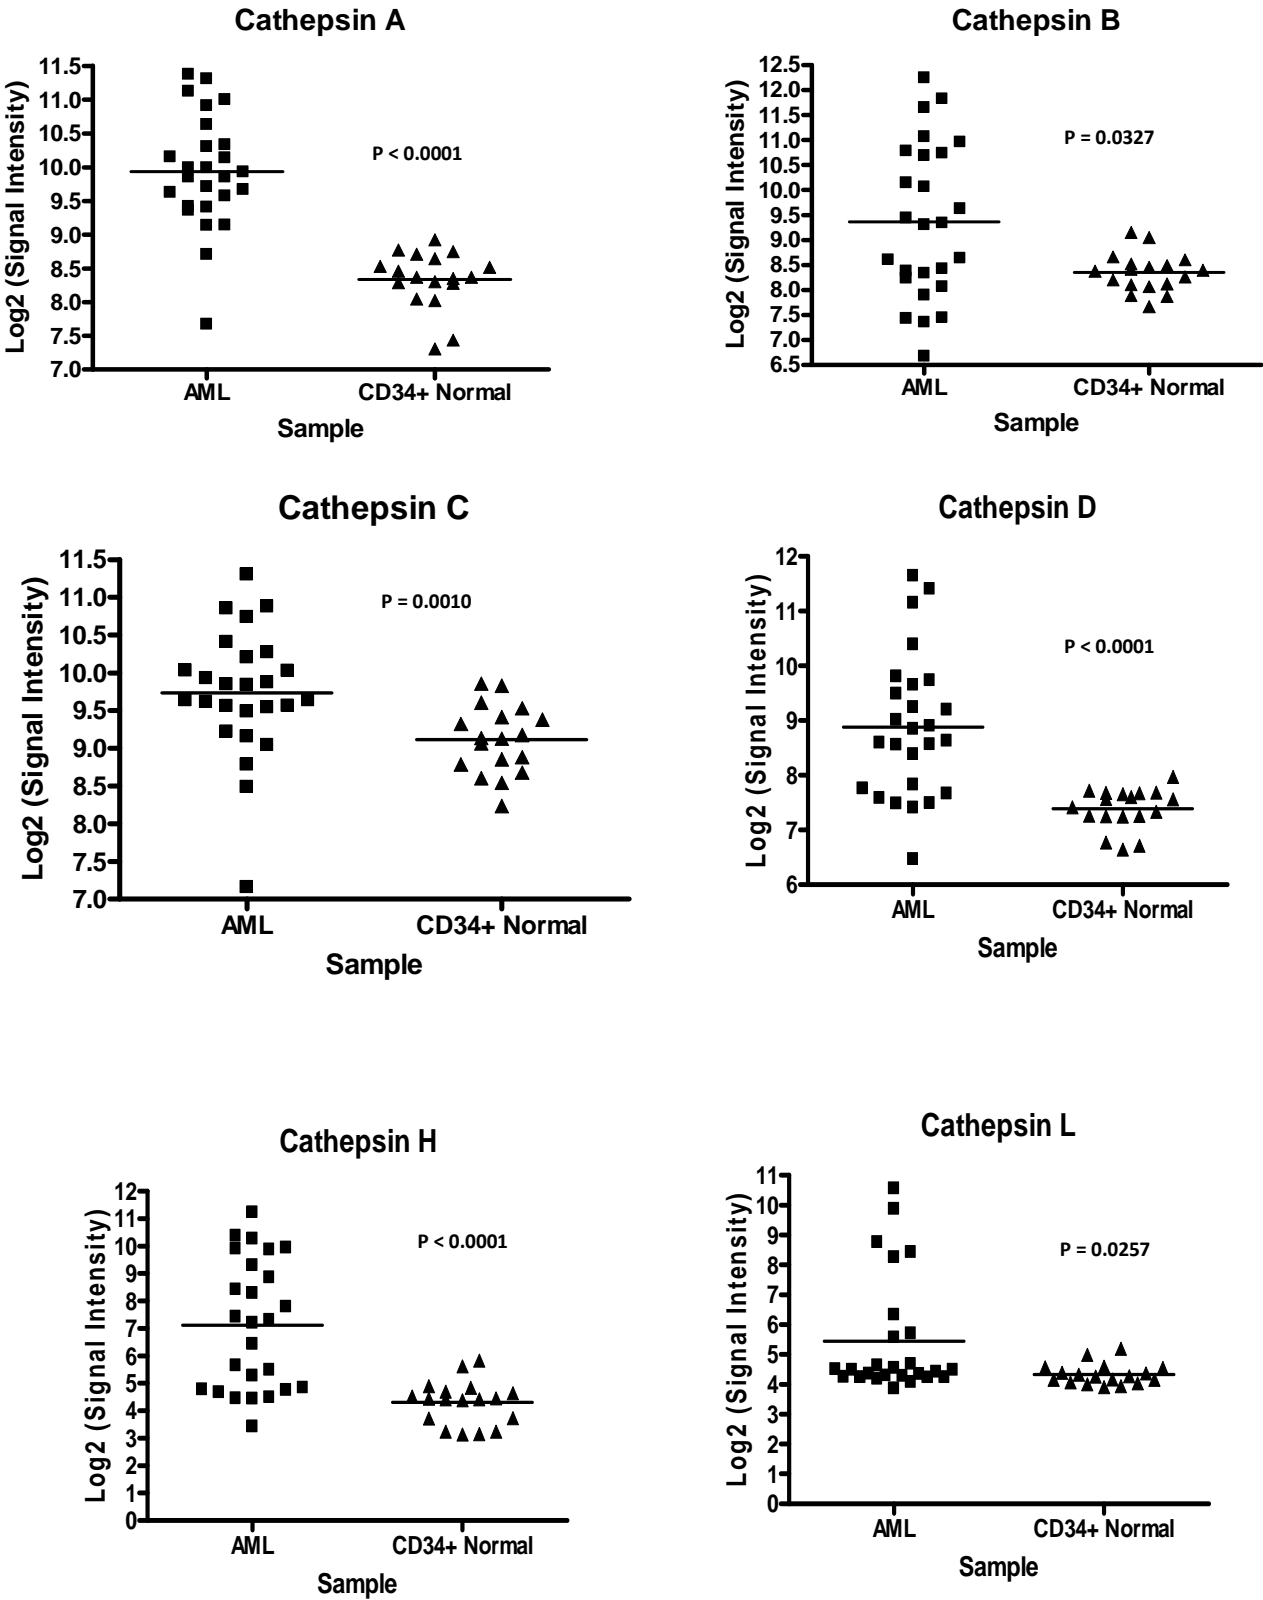 Cathepsin A
Log2 (Signal Intensity)
11.5
11.0
10.5
10.0
9.5
9.0
8.5
8.0
7.5
7.0
P < 0.0001
AML
CD34+ Normal
Sample
Cathepsin B
Log2 (Signal Intensity)
12.5
12.0
11.5
11.0
10.5
10.0
9.5
9.0
8.5
8.0
7.5
7.0
6.5
P = 0.0327
AML
CD34+ Normal
Sample
Cathepsin C
Log2 (Signal Intensity)
11.5
11.0
10.5
10.0
9.5
9.0
8.5
8.0
7.5
7.0
P = 0.0010
AML
CD34+ Normal
Sample
Cathepsin D
Log2 (Signal Intensity)
12
11
10
9
8
7
6
P < 0.0001
AML
CD34+ Normal
Sample
Cathepsin H
Log2 (Signal Intensity)
12
11
10
9
8
7
6
5
4
3
2
1
0
P < 0.0001
AML
CD34+ Normal
Sample
Cathepsin L
Log2 (Signal Intensity)
11
10
9
8
7
6
5
4
3
2
1
0
P = 0.0257
AML
CD34+ Normal
Sample